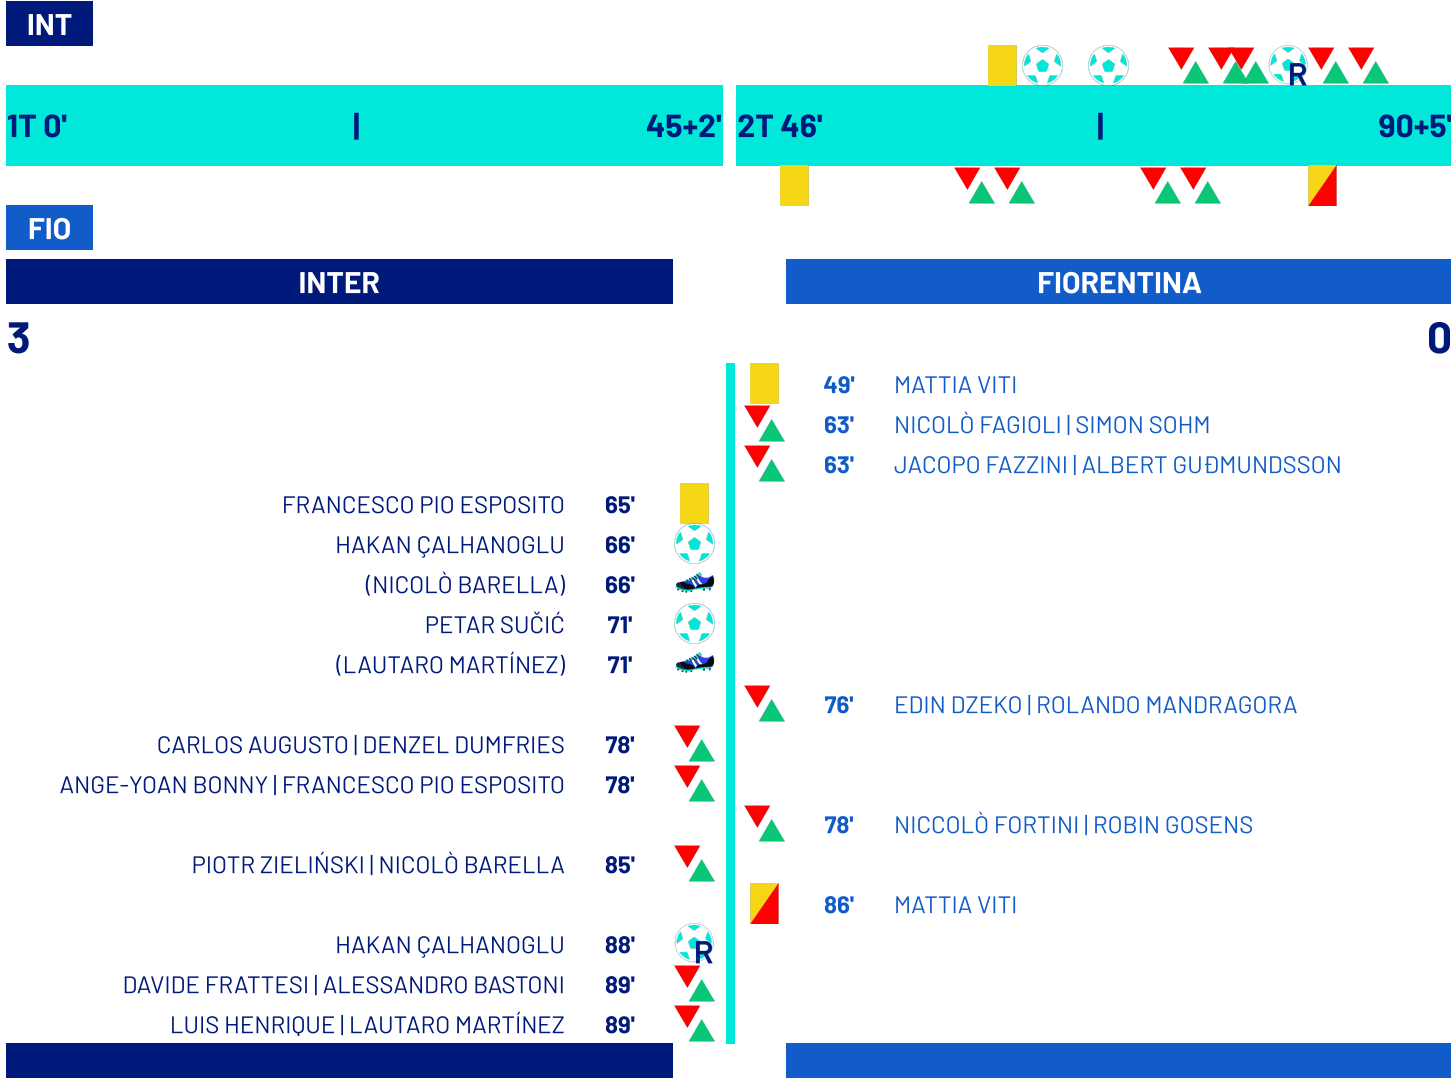 INT
1T 0' | 45+2' 2T 46' | 90+5'
FIO
INTER FIORENTINA
3 0
49' MATTIA VITI
63' NICOLÒ FAGIOLI | SIMON SOHM
63' JACOPO FAZZINI | ALBERT GUÐMUNDSSON
FRANCESCO PIO ESPOSITO 65'
HAKAN ÇALHANOGLU 66'
(NICOLÒ BARELLA) 66'
PETAR SUČIĆ 71'
(LAUTARO MARTÍNEZ) 71'
76' EDIN DZEKO | ROLANDO MANDRAGORA
CARLOS AUGUSTO | DENZEL DUMFRIES 78'
ANGE-YOAN BONNY | FRANCESCO PIO ESPOSITO 78'
78' NICCOLÒ FORTINI | ROBIN GOSENS
PIOTR ZIELIŃSKI | NICOLÒ BARELLA 85'
86' MATTIA VITI
HAKAN ÇALHANOGLU 88' R
DAVIDE FRATTESI | ALESSANDRO BASTONI 89'
LUIS HENRIQUE | LAUTARO MARTÍNEZ 89'